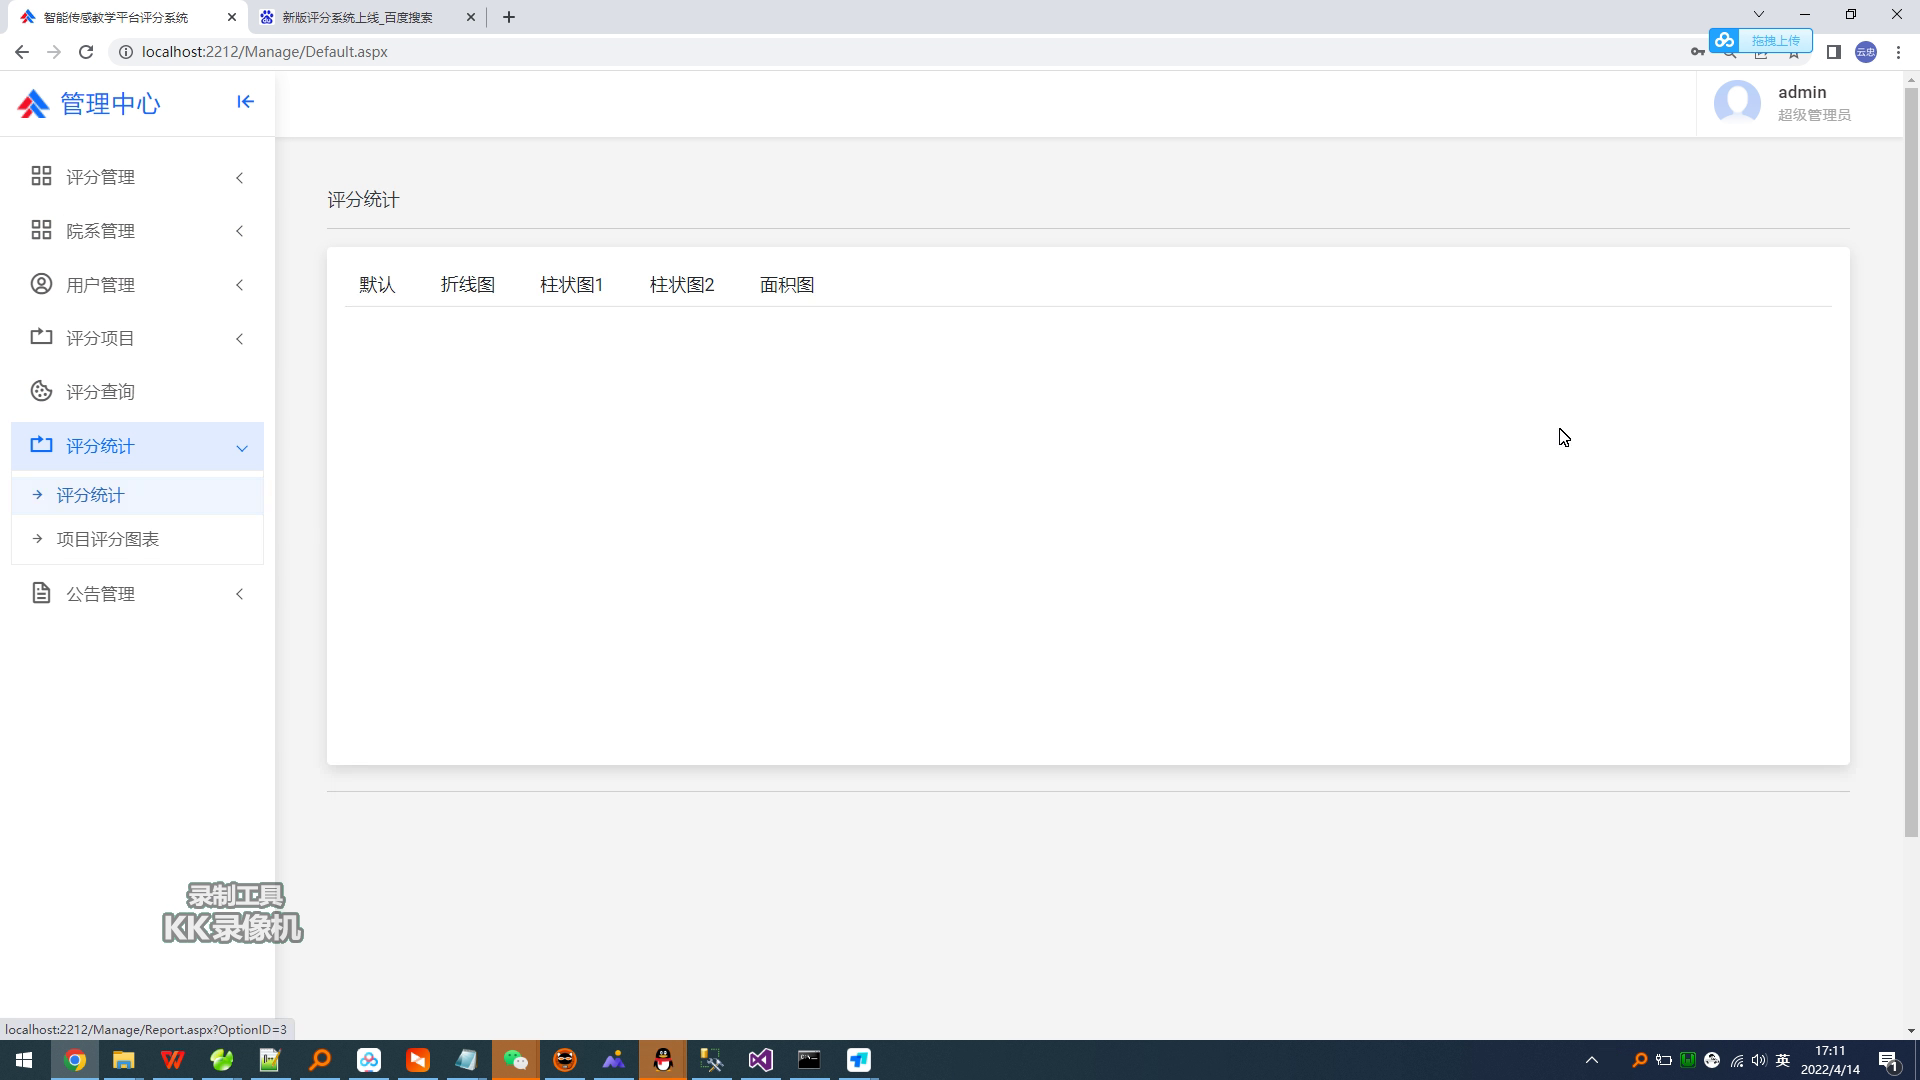 智能传感教学平台评分系统
新版评分系统上线_百度搜索
localhost:2212/Manage/Default.aspx
拖拽上传
云忠
管理中心
admin
超级管理员
评分管理
院系管理
用户管理
评分项目
评分查询
评分统计
评分统计
项目评分图表
公告管理
评分统计
默认
折线图
柱状图1
柱状图2
面积图
录制工具
KK录像机
localhost:2212/Manage/Report.aspx?OptionID=3
英
17:11
2022/4/14
1